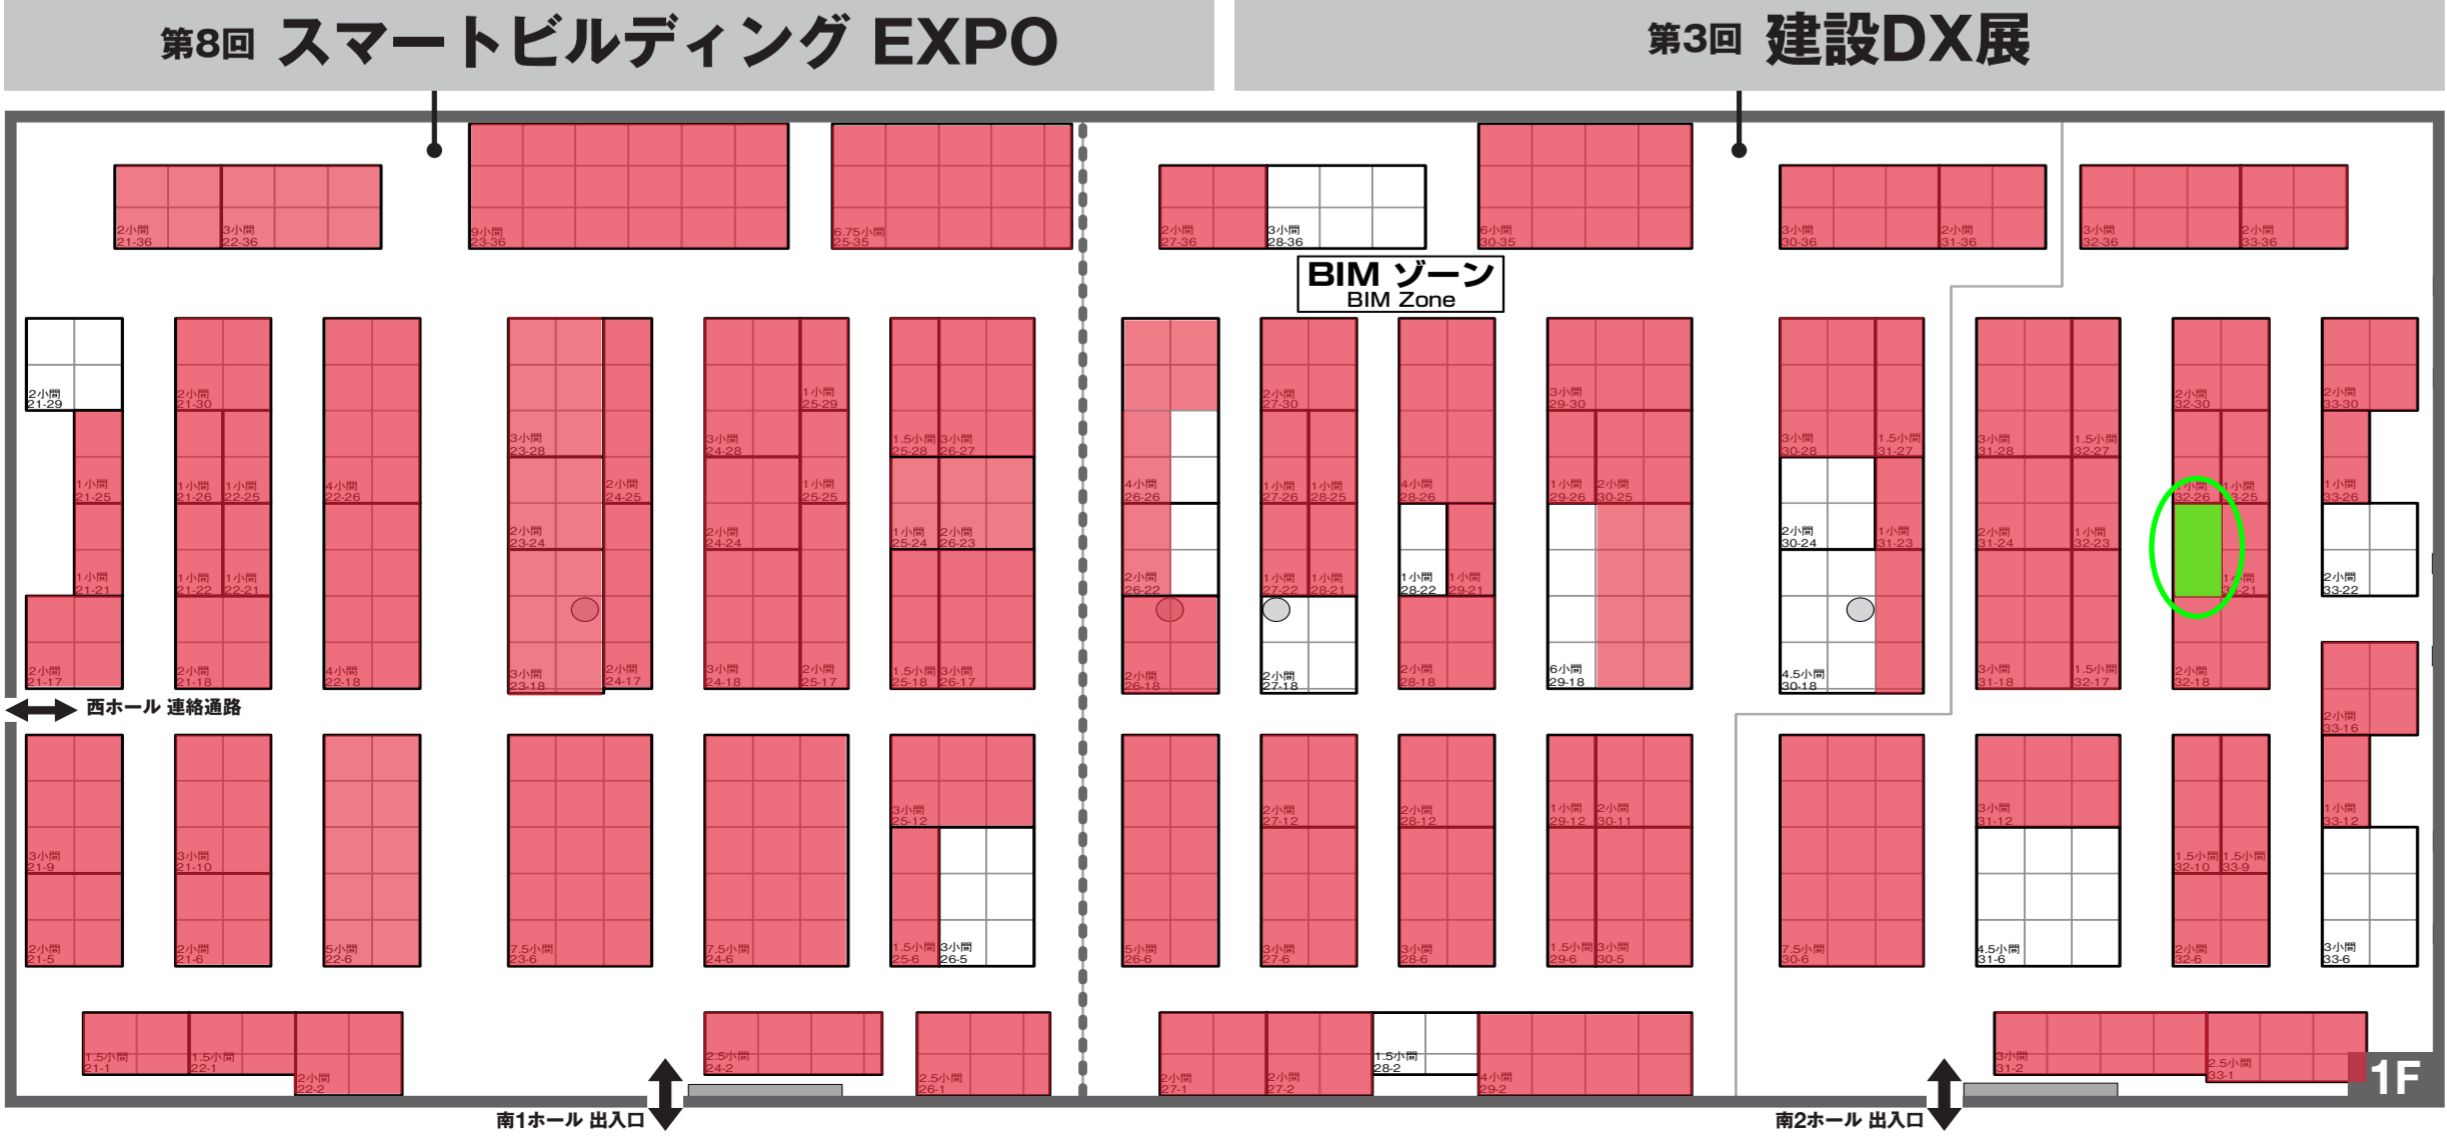 第8回 スマートビルディング EXPO
第3回 建設DX展
2小間 3小間
21-36 22-36
9小間
23-36
6.75小間
25-35
2小間 3小間
27-36 28-36
6小間
30-35
3小間 2小間
30-36 31-36
3小間 2小間
32-36 33-36
BIM ゾーン
BIM Zone
2小間
21-29
2小間
21-30
1小間
25-29
2小間
27-30
3小間
29-30
2小間
32-30
2小間
33-30
3小間
23-28
3小間
24-28
1.5小間 3小間
25-28 26-27
3小間 1.5小間
30-28 31-27
3小間 1.5小間
31-28 32-27
1小間
21-25
1小間 1小間
21-26 22-25
4小間
22-26
2小間
24-25
1小間
25-25
4小間
26-26
1小間 1小間
27-26 28-25
4小間
28-26
1小間 2小間
29-26 30-25
小間 1小間
32-26 3-25
1小間
33-26
2小間
23-24
2小間
24-24
1小間 2小間
25-24 26-23
2小間 1小間
30-24 31-23
2小間 1小間
31-24 32-23
1小間
21-21
1小間 1小間
21-22 22-21
2小間
26-22
1小間 1小間
27-22 28-21
1小間 1小間
28-22 29-21
2小間
33-22
2小間
21-17
2小間
21-18
4小間
22-18
3小間
23-18
2小間
24-17
3小間 2小間
24-18 25-17
1.5小間 3小間
25-18 26-17
2小間
26-18
2小間
27-18
2小間
28-18
6小間
29-18
4.5小間
30-18
3小間 1.5小間
31-18 32-17
2小間
32-18
西ホール 連絡通路
2小間
33-16
3小間
25-12
2小間
27-12
2小間
28-12
1小間 2小間
29-12 30-11
3小間
31-12
1小間
33-12
3小間
21-9
3小間
21-10
1.5小間 1.5小間
32-10 33-9
2小間
21-5
2小間
21-6
5小間
22-6
7.5小間
23-6
7.5小間
24-6
1.5小間 3小間
25-6 26-5
5小間
26-6
3小間
27-6
3小間
28-6
1.5小間 3小間
29-6 30-5
7.5小間
30-6
4.5小間
31-6
2小間
32-6
3小間
33-6
1.5小間 1.5小間
21-1 22-1
2小間
22-2
2.5小間
24-2
2.5小間
26-1
2小間 2小間
27-1 27-2
1.5小間
28-2
4小間
29-2
3小間
31-2
2.5小間
33-1
1F
南1ホール 出入口
南2ホール 出入口